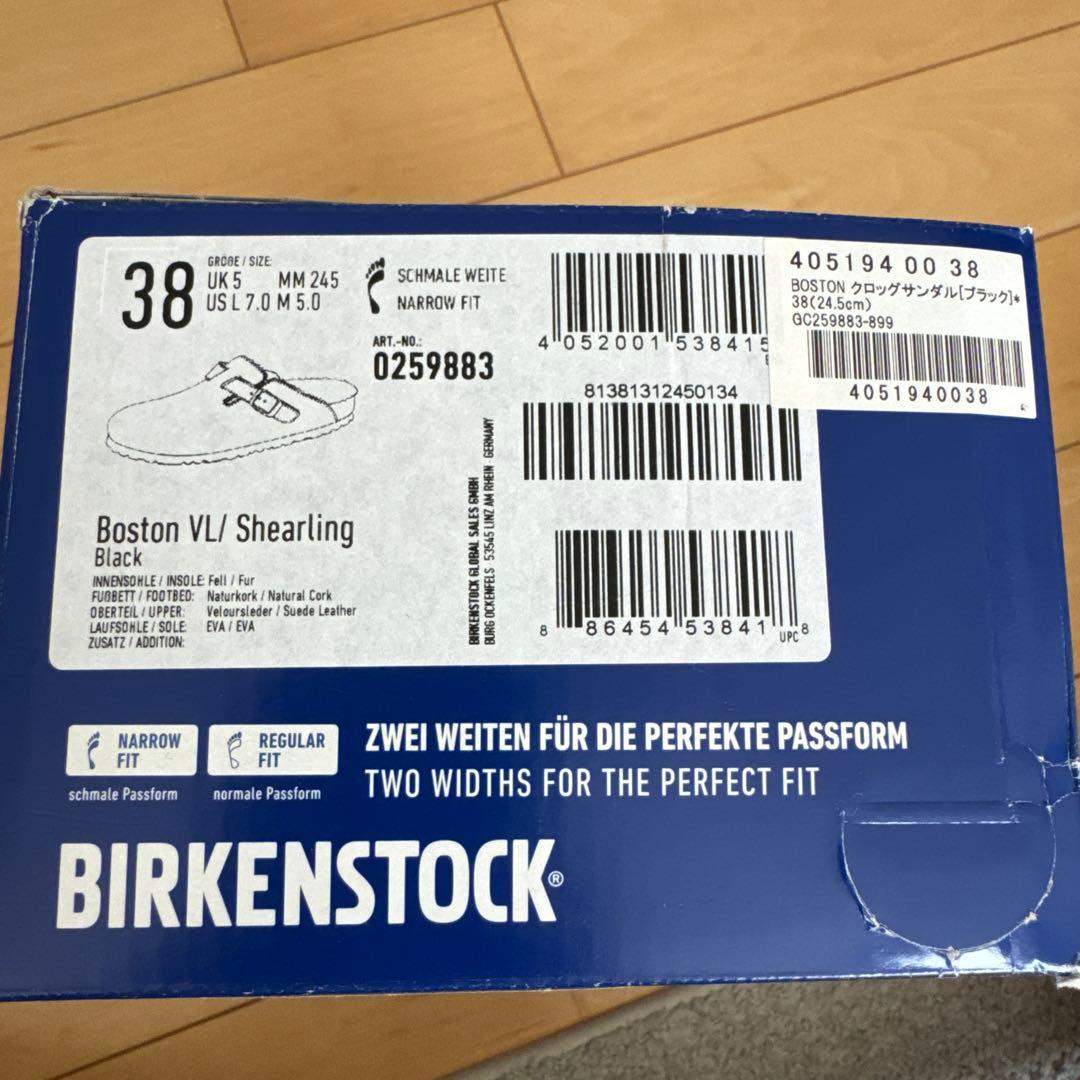 38
GRÖßE / SIZE:
UK 5 MM 245
US L 7.0 M 5.0
SCHMALE WEITE
NARROW FIT
ART.-NO.:
0259883
Boston VL/ Shearling
Black
INNENSOHLE / INSOLE: Fell / Fur
FUßBETT / FOOTBED: Naturkork / Natural Cork
OBERTEIL / UPPER: Veloursleder / Suede Leather
LAUFSOHLE / SOLE: EVA / EVA
ZUSATZ / ADDITION:
BIRKENSTOCK GLOBAL SALES GMBH
BURG OCKENFELS 53545 LINZ AM RHEIN · GERMANY
4 052001 538415
81381312450134
8 86454 53841 8
UPC
405194 00 38
BOSTON クロッグサンダル[ブラック]*
38(24.5cm)
GC259883-899
4051940038
NARROW FIT
schmale Passform
REGULAR FIT
normale Passform
ZWEI WEITEN FÜR DIE PERFEKTE PASSFORM
TWO WIDTHS FOR THE PERFECT FIT
BIRKENSTOCK®